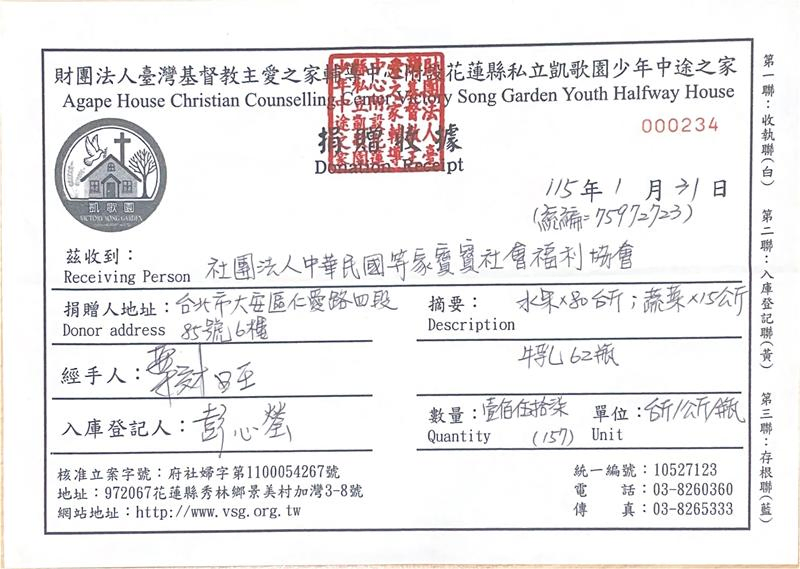 財團法人臺灣基督教主愛之家輔導中心附設花蓮縣私立凱歌園少年中途之家
Agape House Christian Counselling Center Victory Song Garden Youth Halfway House
捐贈收據
Donation Receipt
000234
凱歌園
VICTORY SONG GARDEN
115年1月31日
(統編=75972723)
茲收到:
Receiving Person 社團法人中華民國等家寶寶社會福利協會
捐贈人地址:台北市大安區仁愛路四段
Donor address 85號6樓
摘要: 水果×80台斤;蔬菜×15公斤
Description
牛乳62瓶
經手人:
入庫登記人:彭心瑩
數量:壹佰伍拾柒 單位:台斤/公斤/瓶
Quantity (157) Unit
核准立案字號:府社婦字第1100054267號
地址:972067花蓮縣秀林鄉景美村加灣3-8號
網站地址:http://www.vsg.org.tw
統一編號:10527123
電 話:03-8260360
傳 真:03-8265333
第一聯:收執聯(白) 第二聯:入庫登記聯(黃) 第三聯:存根聯(藍)